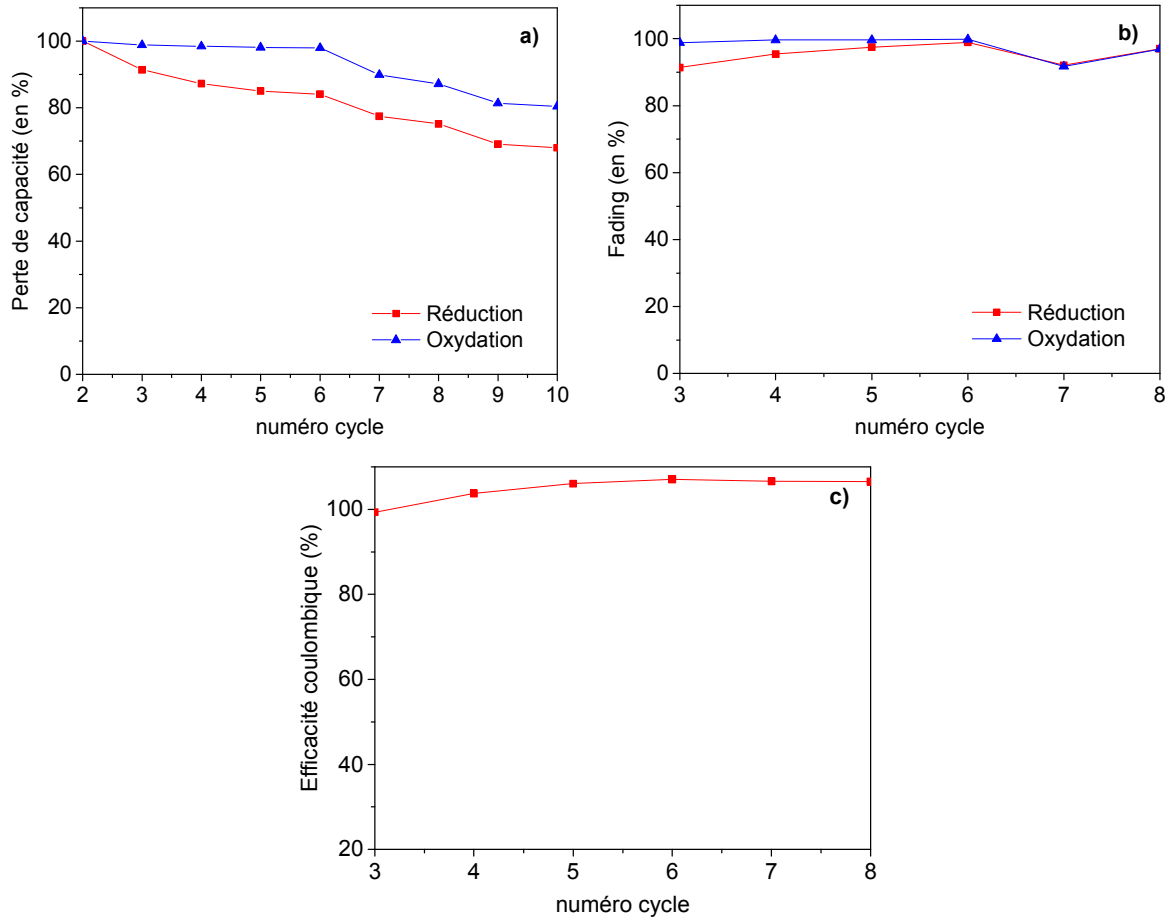 a)
Perte de capacité (en %)
100
80
60
40
20
0
Réduction
Oxydation
2 3 4 5 6 7 8 9 10
numéro cycle
b)
Fading (en %)
100
80
60
40
20
0
Réduction
Oxydation
3 4 5 6 7 8
numéro cycle
c)
Efficacité coulombique (%)
100
80
60
40
20
3 4 5 6 7 8
numéro cycle